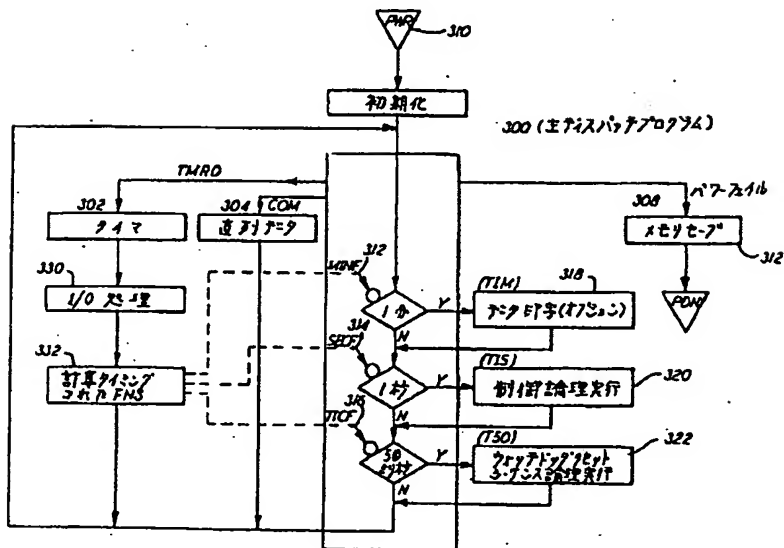 PWR
310
初期化
300 (主ディスパッチプログラム)
TMRO
パワーフェイル
302
304
COM
308
タイマ
直列データ
メモリセーブ
312
312
MINF
330
(T1M)
318
I/O 処理
1分
Y
データ印字(オプション)
PDN
314
N
332
SECF
(T1S)
計算タイミング
されたFNS
1秒
Y
制御論理実行
320
316
N
TICF
(T50)
322
50
ミリ秒
Y
ウォッチドッグセット
シーケンス論理実行
N